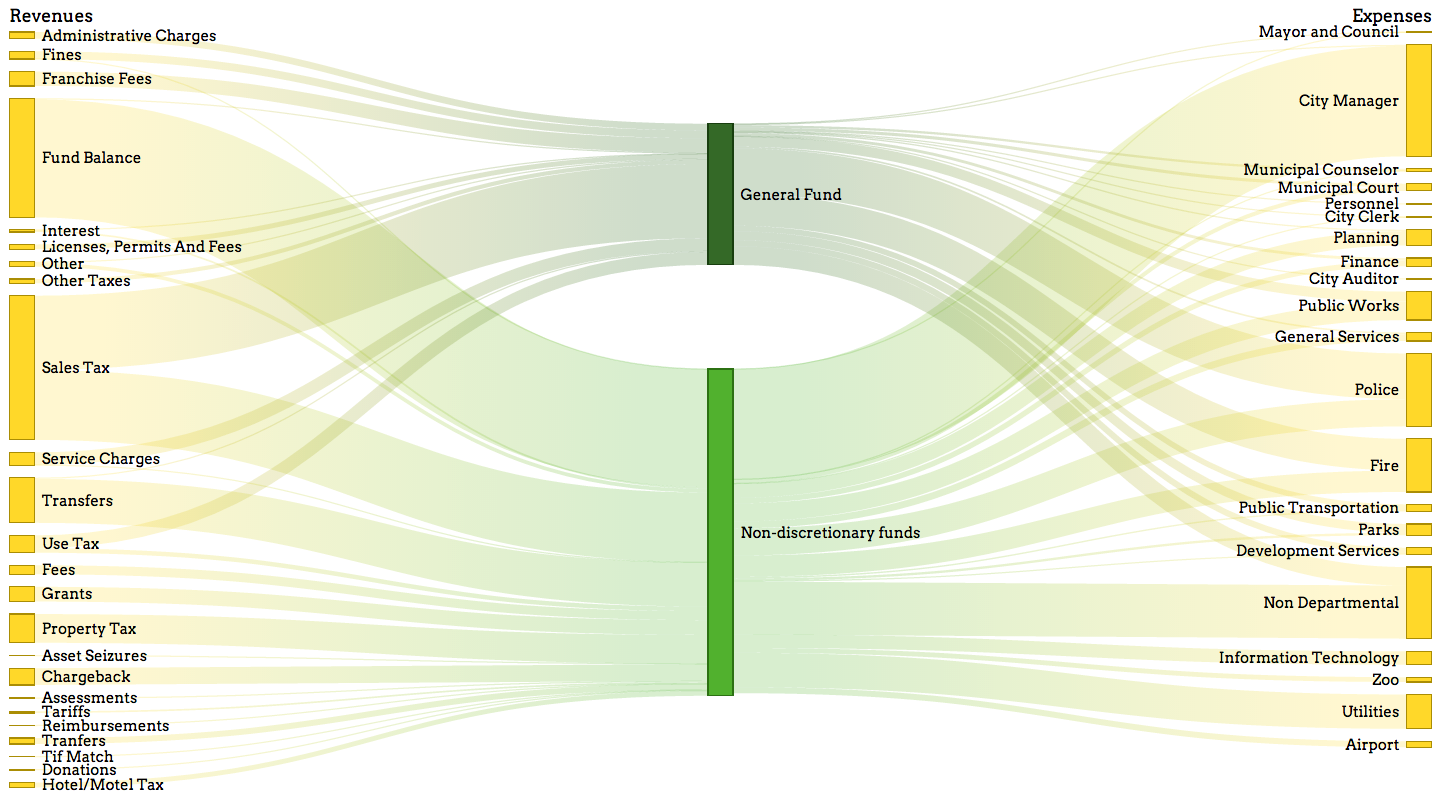 Revenues
Administrative Charges
Fines
Franchise Fees
Fund Balance
Interest
Licenses, Permits And Fees
Other
Other Taxes
Sales Tax
Service Charges
Transfers
Use Tax
Fees
Grants
Property Tax
Asset Seizures
Chargeback
Assessments
Tariffs
Reimbursements
Tranfers
Tif Match
Donations
Hotel/Motel Tax
General Fund
Non-discretionary funds
Expenses
Mayor and Council
City Manager
Municipal Counselor
Municipal Court
Personnel
City Clerk
Planning
Finance
City Auditor
Public Works
General Services
Police
Fire
Public Transportation
Parks
Development Services
Non Departmental
Information Technology
Zoo
Utilities
Airport